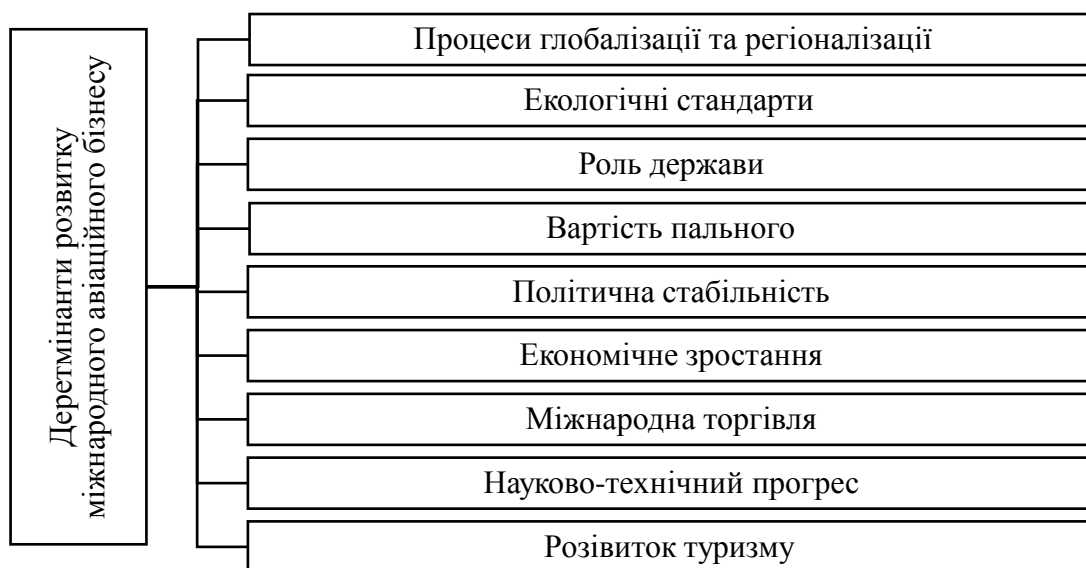 Деретмінанти розвитку
міжнародного авіаційного бізнесу
Процеси глобалізації та регіоналізації
Екологічні стандарти
Роль держави
Вартість пального
Політична стабільність
Економічне зростання
Міжнародна торгівля
Науково-технічний прогрес
Розівиток туризму